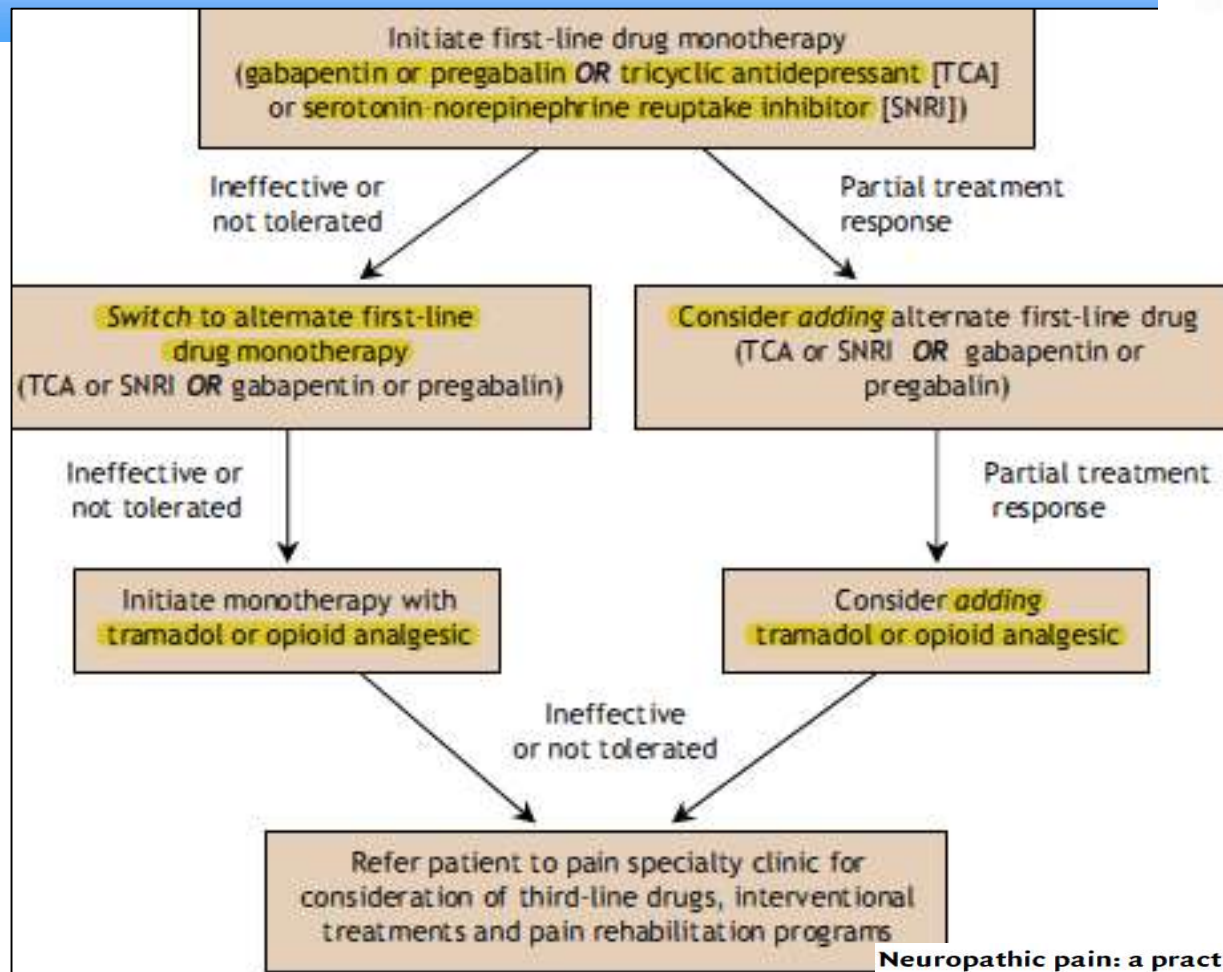 Initiate first-line drug monotherapy
(gabapentin or pregabalin OR tricyclic antidepressant [TCA]
or serotonin-norepinephrine reuptake inhibitor [SNRI])
Ineffective or
not tolerated
Partial treatment
response
Switch to alternate first-line
drug monotherapy
(TCA or SNRI OR gabapentin or pregabalin)
Consider adding alternate first-line drug
(TCA or SNRI OR gabapentin or
pregabalin)
Ineffective or
not tolerated
Partial treatment
response
Initiate monotherapy with
tramadol or opioid analgesic
Consider adding
tramadol or opioid analgesic
Ineffective
or not tolerated
Refer patient to pain specialty clinic for
consideration of third-line drugs, interventional
treatments and pain rehabilitation programs
Neuropathic pain: a pract